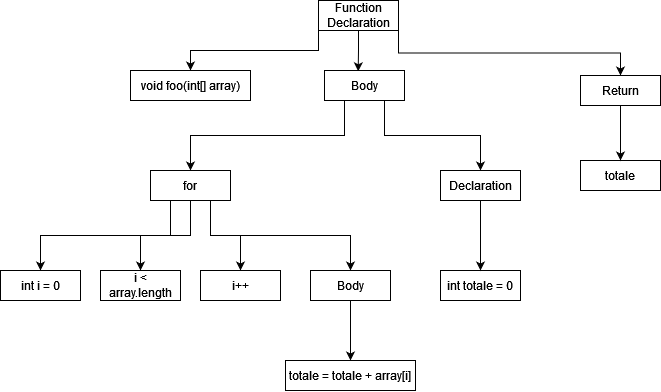 Function
Declaration
void foo(int[] array)
Body
Return
for
Declaration
totale
int i = 0
i <
array.length
i++
Body
int totale = 0
totale = totale + array[i]